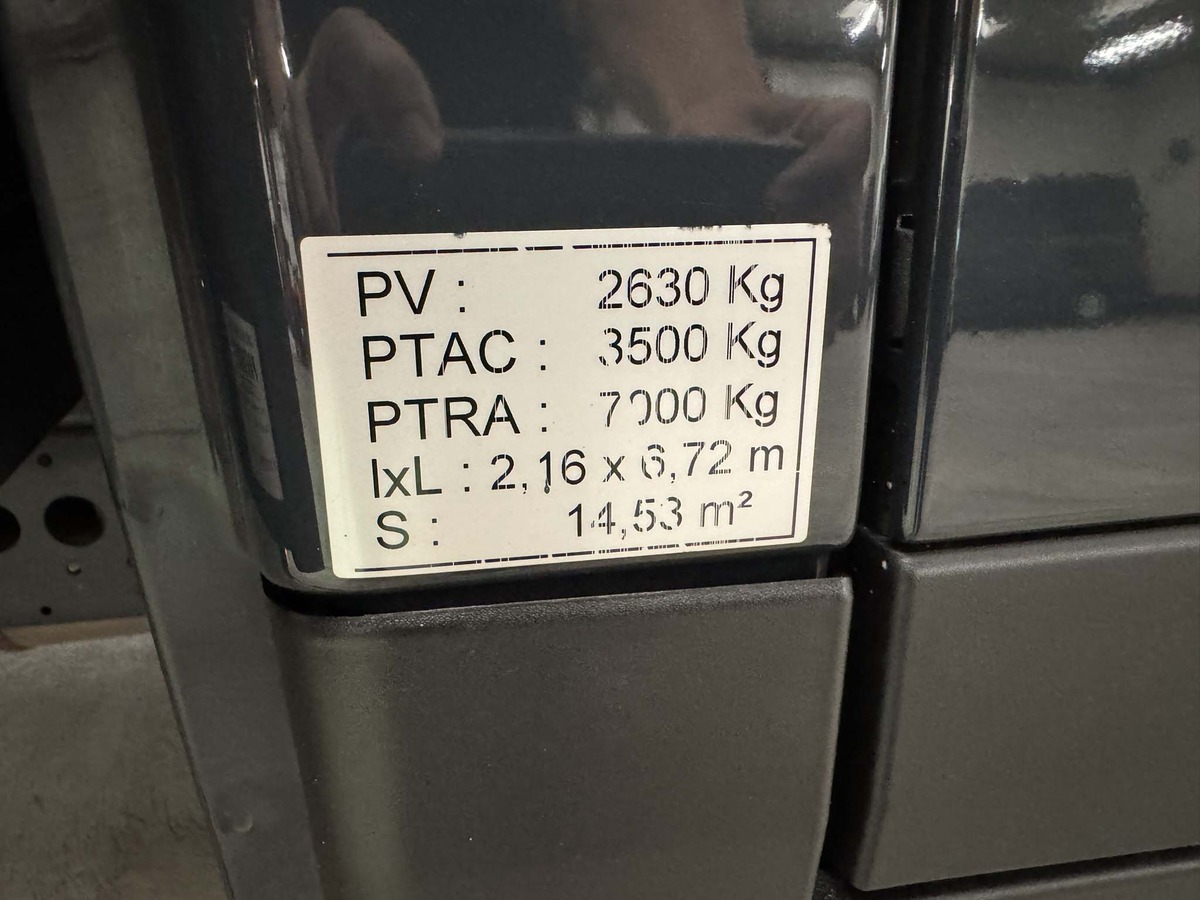 PV : 2630 Kg
PTAC : 3500 Kg
PTRA : 7000 Kg
lxL : 2,16 x 6,72 m
S : 14,53 m²